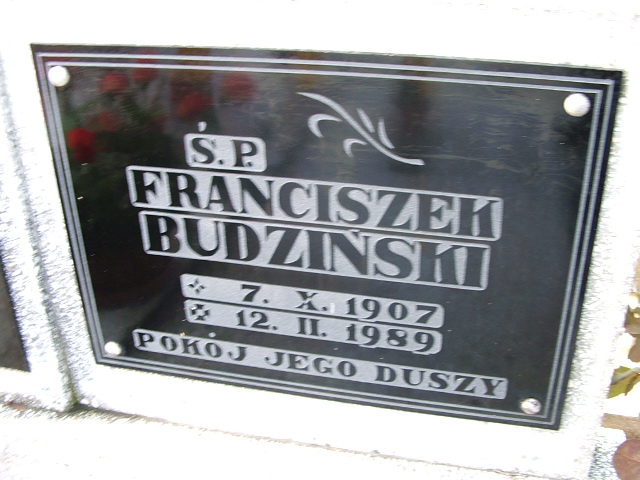 Ś.P.
FRANCISZEK
BUDZIŃSKI
7. X. 1907
12. II. 1989
POKÓJ JEGO DUSZY